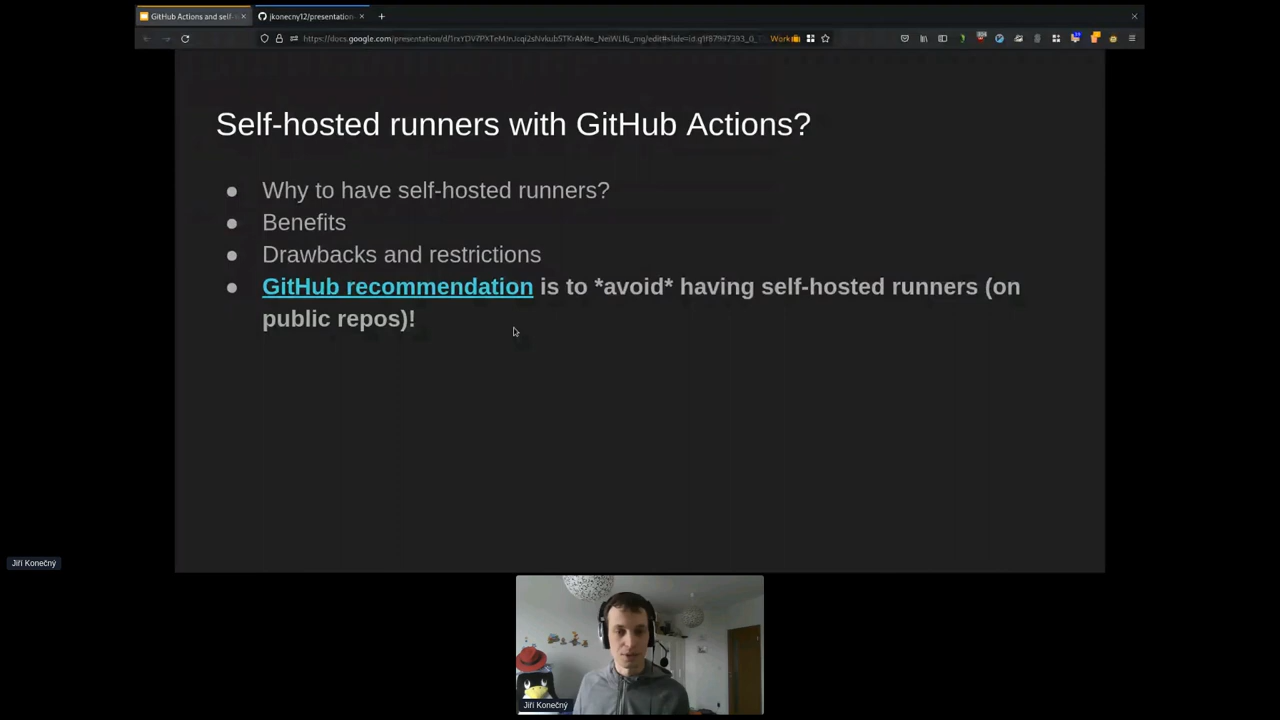 GitHub Actions and self-
jkonecny12/presentation
Work
Self-hosted runners with GitHub Actions?
● Why to have self-hosted runners?
● Benefits
● Drawbacks and restrictions
● GitHub recommendation is to *avoid* having self-hosted runners (on
public repos)!
Jiří Konečný
Jiří Konečný